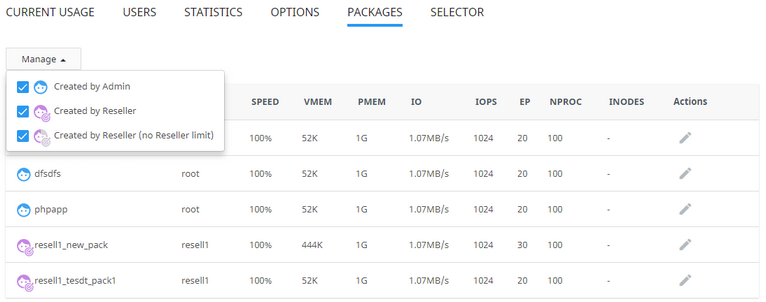 CURRENT USAGE USERS STATISTICS OPTIONS PACKAGES SELECTOR
Manage
Created by Admin
Created by Reseller
Created by Reseller (no Reseller limit)
SPEED VMEM PMEM IO IOPS EP NPROC INODES Actions
100% 52K 1G 1.07MB/s 1024 20 100 -
dfsdfs root 100% 52K 1G 1.07MB/s 1024 20 100 -
phpapp root 100% 52K 1G 1.07MB/s 1024 20 100 -
resell1_new_pack resell1 100% 444K 1G 1.07MB/s 1024 30 100 -
resell1_tesdt_pack1 resell1 100% 52K 1G 1.07MB/s 1024 20 100 -